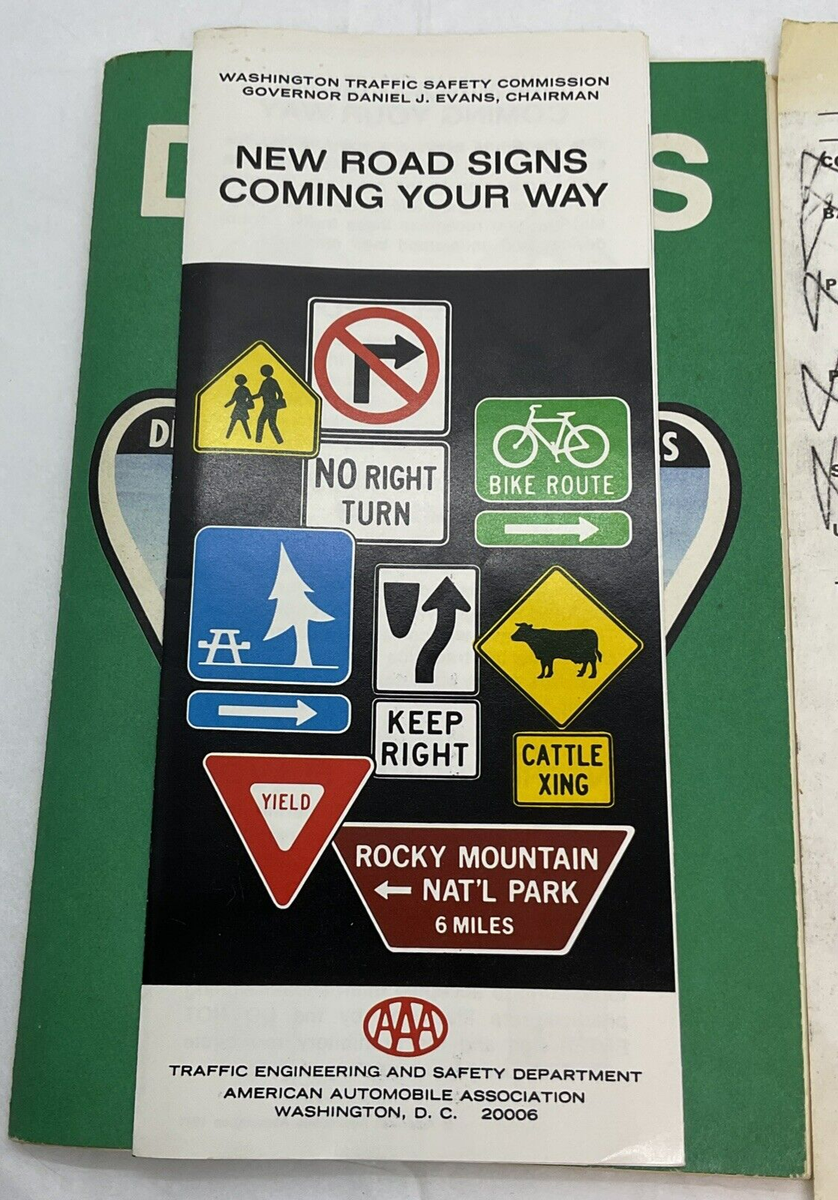 WASHINGTON TRAFFIC SAFETY COMMISSION
GOVERNOR DANIEL J. EVANS, CHAIRMAN
NEW ROAD SIGNS
COMING YOUR WAY
NO RIGHT
TURN
BIKE ROUTE
KEEP
RIGHT
CATTLE
XING
YIELD
ROCKY MOUNTAIN
NAT'L PARK
6 MILES
AAA
TRAFFIC ENGINEERING AND SAFETY DEPARTMENT
AMERICAN AUTOMOBILE ASSOCIATION
WASHINGTON, D. C. 20006